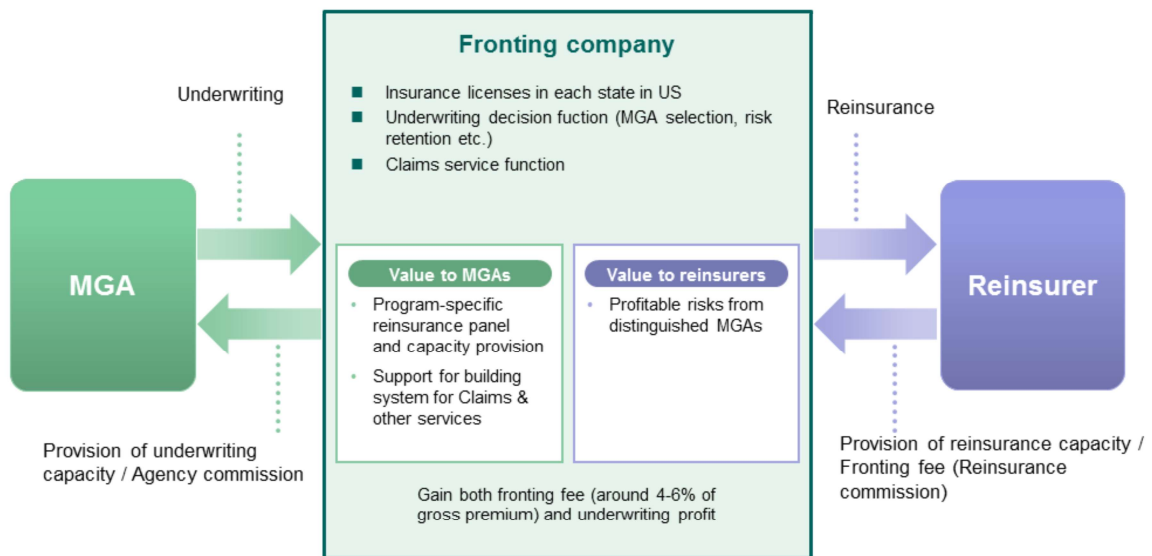 Fronting company
Insurance licenses in each state in US
Underwriting decision fuction (MGA selection, risk
retention etc.)
Claims service function
Underwriting
Reinsurance
MGA
Value to MGAs
Program-specific
reinsurance panel
and capacity provision
Support for building
system for Claims &
other services
Value to reinsurers
Profitable risks from
distinguished MGAs
Reinsurer
Provision of underwriting
capacity / Agency commission
Provision of reinsurance capacity /
Fronting fee (Reinsurance
commission)
Gain both fronting fee (around 4-6% of
gross premium) and underwriting profit